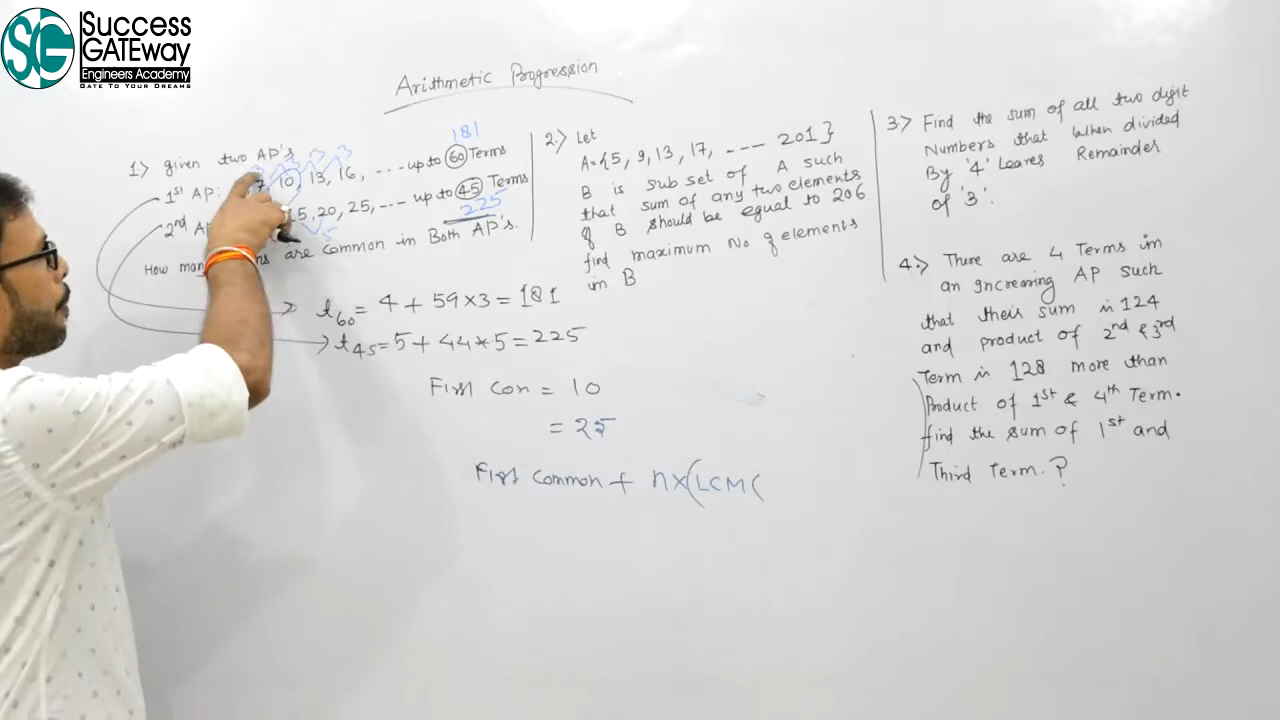 Success
GATEway
Engineers Academy
GATE TO YOUR DREAMS
SG
Arithmetic Progression
1) given two AP's
1st AP: 7, 10, 13, 16, ---- up to 60 Terms
181
2nd AP 15, 20, 25, --- up to 45 Terms
225
How many are common in Both AP's.
t60 = 4 + 59 × 3 = 181
t45 = 5 + 44 * 5 = 225
First Com = 10
= 25
First Common + n×(LCM(
2.) Let
A={5, 9, 13, 17, ---- 201}
B is subset of A such
that sum of any two elements
of B should be equal to 206
find maximum No of elements
in B
3) Find the sum of all two digit
Numbers that when divided
By '4' Leaves Remainder
of '3'.
4.) There are 4 Terms in
an Increasing AP such
that their sum is 124
and product of 2nd & 3rd
Term is 128 more than
Product of 1st & 4th Term.
find the sum of 1st and
Third Term.?